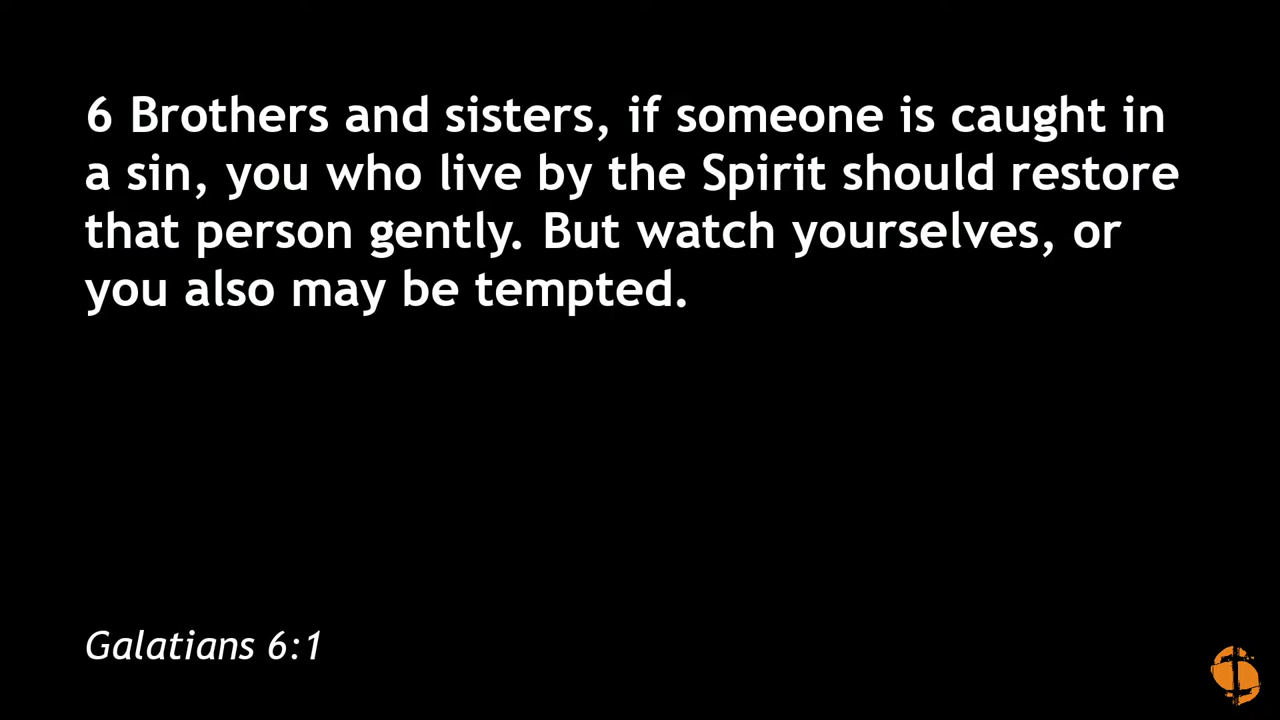 6 Brothers and sisters, if someone is caught in
a sin, you who live by the Spirit should restore
that person gently. But watch yourselves, or
you also may be tempted.
Galatians 6:1